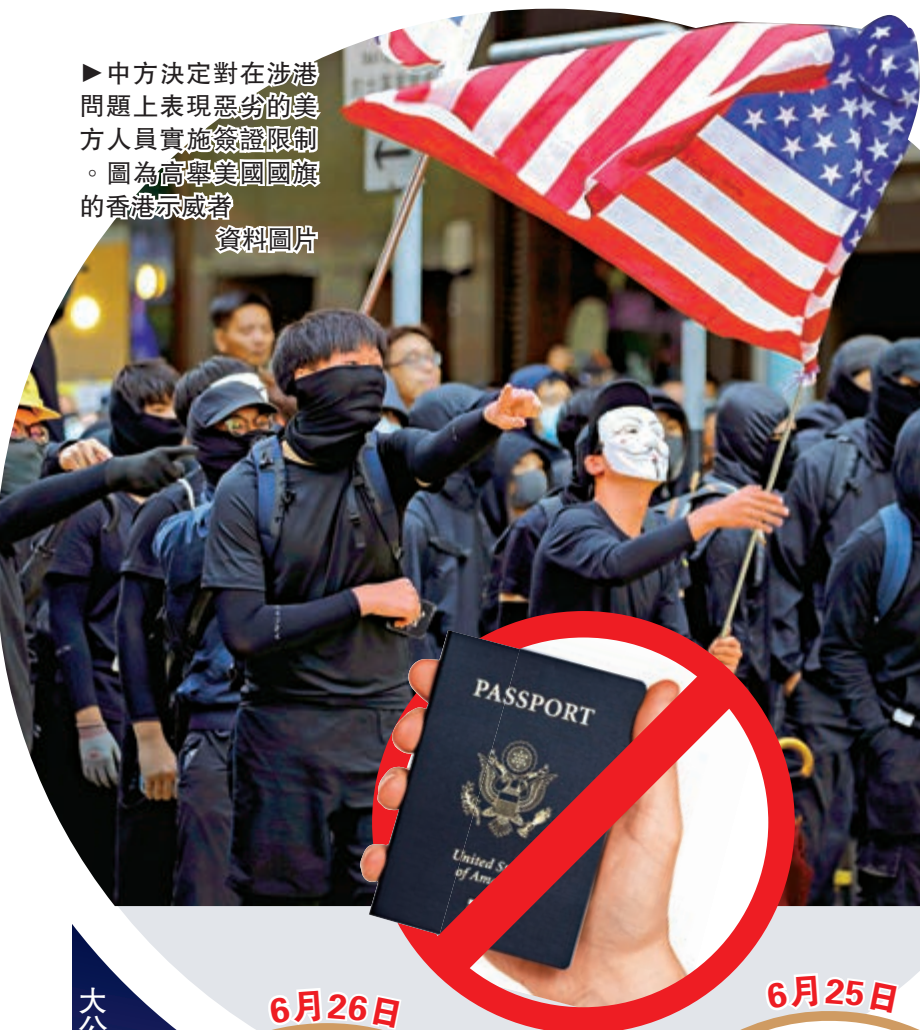 ▶中方決定對在涉港
問題上表現惡劣的美
方人員實施簽證限制
。圖為高舉美國國旗
的香港示威者
資料圖片
PASSPORT
United
of
6月26日
6月25日
大公